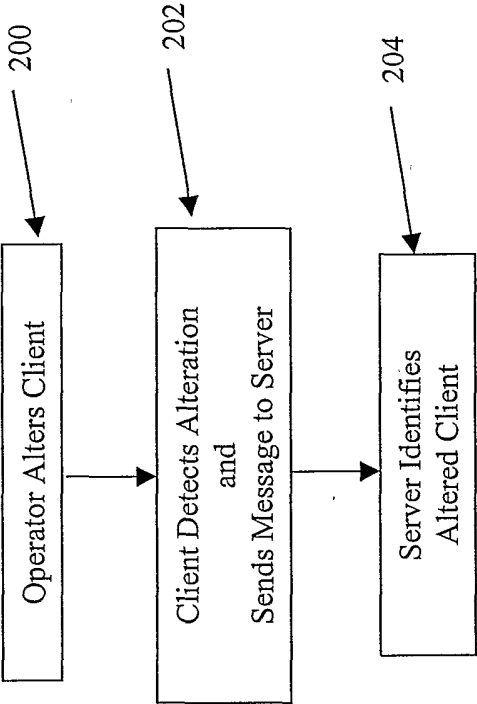 200
Operator Alters Client
202
Client Detects Alteration
and
Sends Message to Server
204
Server Identifies
Altered Client